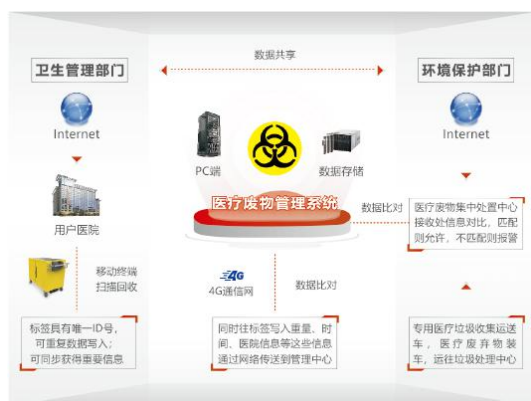 数据共享
卫生管理部门
Internet
用户医院
移动终端
扫描回收
标签具有唯一ID号，
可重复数据写入；
可同步获得重要信息
PC端
数据存储
医疗废物管理系统
4G
4G通信网
数据比对
同时往标签写入重量、时
间、医院信息等这些信息
通过网络传送到管理中心
环境保护部门
Internet
数据比对
医疗废物集中处置中心
接收处信息对比，匹配
则允许，不匹配则报警
专用医疗垃圾收集运送
车，医疗废弃物装
车，运往垃圾处理中心